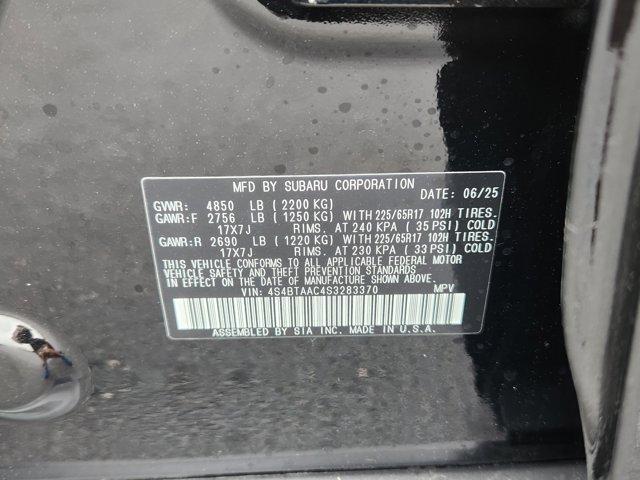 MFD BY SUBARU CORPORATION
DATE: 06/25
GVWR: 4850 LB ( 2200 KG)
GAWR:F 2756 LB ( 1250 KG) WITH 225/65R17 102H TIRES.
17X7J RIMS. AT 240 KPA ( 35 PSI) COLD
GAWR:R 2690 LB ( 1220 KG) WITH 225/65R17 102H TIRES.
17X7J RIMS. AT 230 KPA ( 33 PSI) COLD
THIS VEHICLE CONFORMS TO ALL APPLICABLE FEDERAL MOTOR
VEHICLE SAFETY AND THEFT PREVENTION STANDARDS
IN EFFECT ON THE DATE OF MANUFACTURE SHOWN ABOVE.
VIN: 4S4BTAAC4S3283370 MPV
ASSEMBLED BY SIA INC. MADE IN U.S.A.